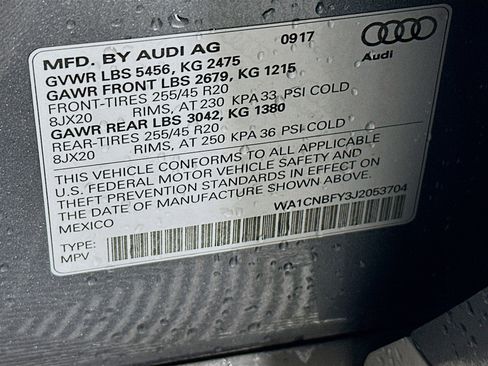 MFD. BY AUDI AG 0917
GVWR LBS 5456, KG 2475
GAWR FRONT LBS 2679, KG 1215
FRONT-TIRES 255/45 R20
8JX20 RIMS, AT 230 KPA 33 PSI COLD
GAWR REAR LBS 3042, KG 1380
REAR-TIRES 255/45 R20
8JX20 RIMS, AT 250 KPA 36 PSI COLD
THIS VEHICLE CONFORMS TO ALL APPLICABLE
U.S. FEDERAL MOTOR VEHICLE SAFETY AND
THEFT PREVENTION STANDARDS IN EFFECT ON
THE DATE OF MANUFACTURE SHOWN ABOVE.
MEXICO
WA1CNBFY3J2053704
TYPE:
MPV
Audi